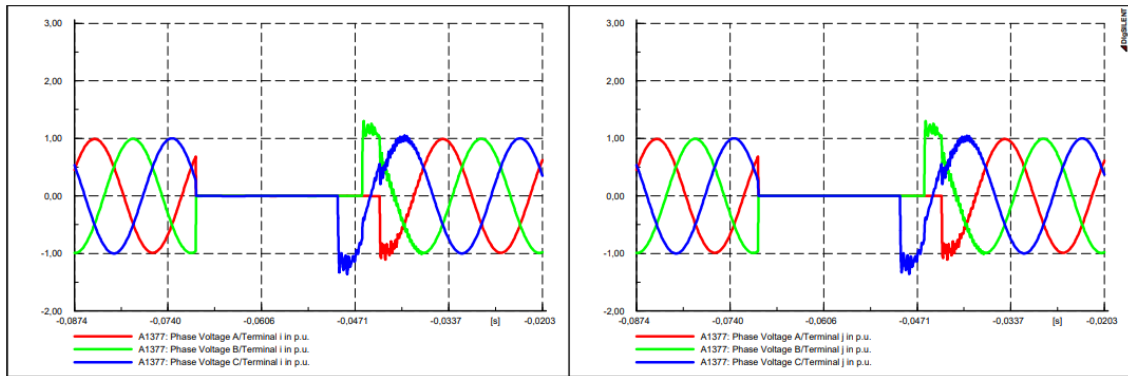 3,00
2,00
1,00
0,00
-1,00
-2,00
-0,0874 -0,0740 -0,0606 -0,0471 -0,0337 [s] -0,0203
A1377: Phase Voltage A/Terminal i in p.u.
A1377: Phase Voltage B/Terminal i in p.u.
A1377: Phase Voltage C/Terminal i in p.u.
3,00
2,00
1,00
0,00
-1,00
-2,00
-0,0874 -0,0740 -0,0606 -0,0471 -0,0337 [s] -0,0203
A1377: Phase Voltage A/Terminal j in p.u.
A1377: Phase Voltage B/Terminal j in p.u.
A1377: Phase Voltage C/Terminal j in p.u.
DIgSILENT